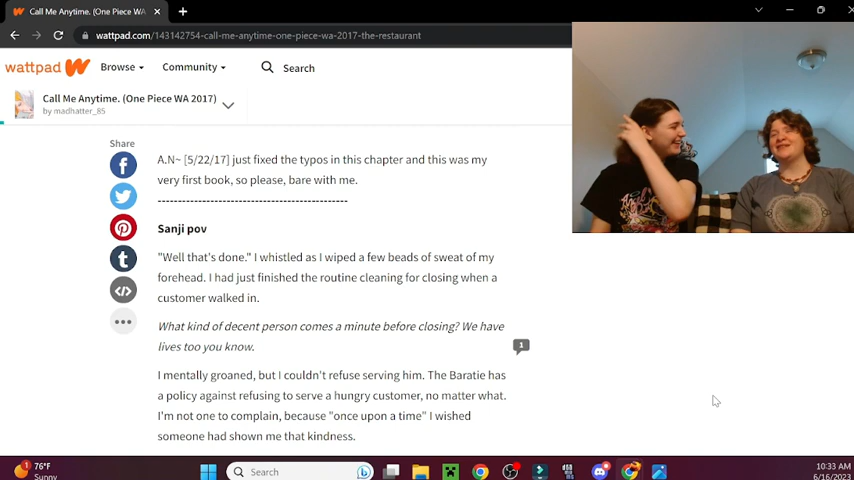 Call Me Anytime. (One Piece WA
wattpad.com/143142754-call-me-anytime-one-piece-wa-2017-the-restaurant
wattpad Browse Community Search
Call Me Anytime. (One Piece WA 2017)
by madhatter_85
Share
A.N~ [5/22/17] just fixed the typos in this chapter and this was my
very first book, so please, bare with me.
-----------------------------------------------
Sanji pov
"Well that's done." I whistled as I wiped a few beads of sweat of my
forehead. I had just finished the routine cleaning for closing when a
customer walked in.
What kind of decent person comes a minute before closing? We have
lives too you know.
1
I mentally groaned, but I couldn't refuse serving him. The Baratie has
a policy against refusing to serve a hungry customer, no matter what.
I'm not one to complain, because "once upon a time" I wished
someone had shown me that kindness.
1
76°F
Sunny
Search
10:33 AM
6/16/2023